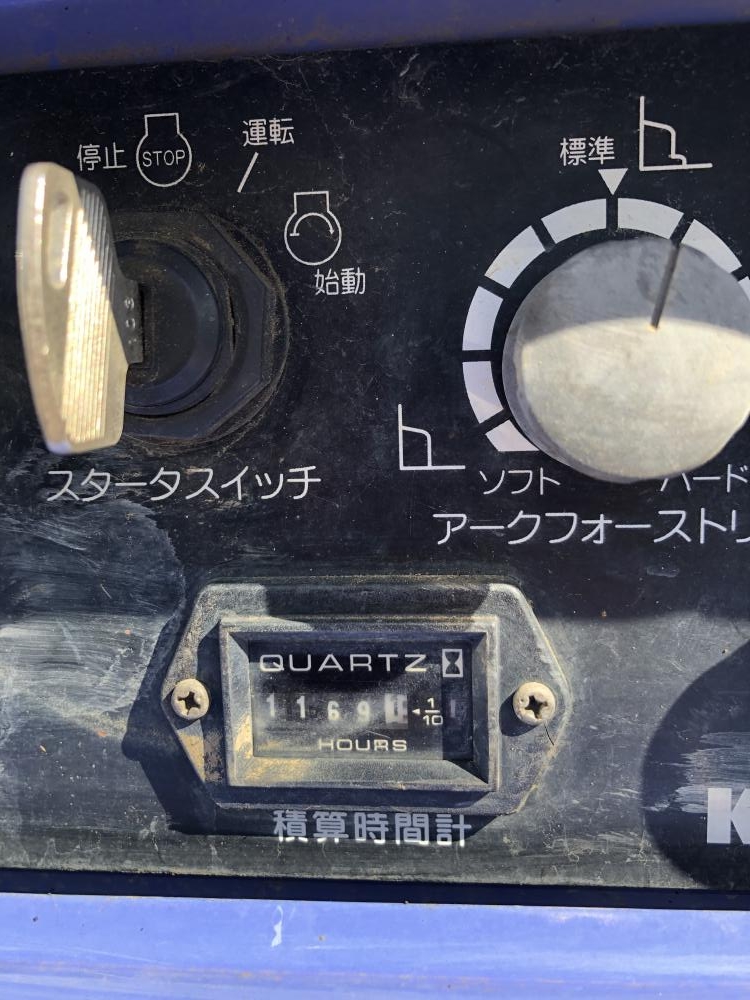 停止
STOP
運転
始動
標準
スタータスイッチ
ソフト
ハード
アークフォースト
QUARTZ
1169
1/10
HOURS
積算時間計
K